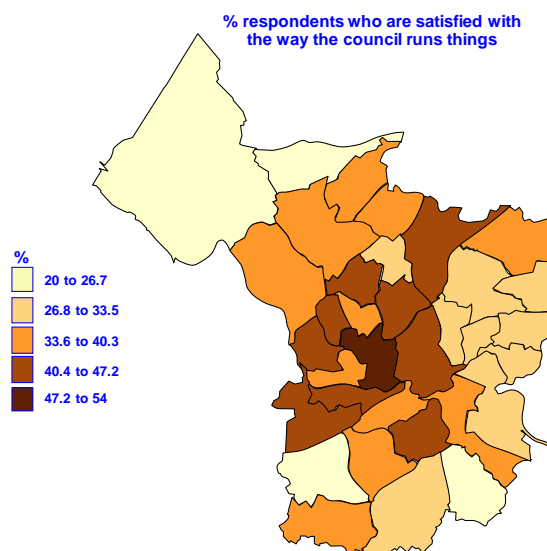 % respondents who are satisfied with
the way the council runs things
%
20 to 26.7
26.8 to 33.5
33.6 to 40.3
40.4 to 47.2
47.2 to 54